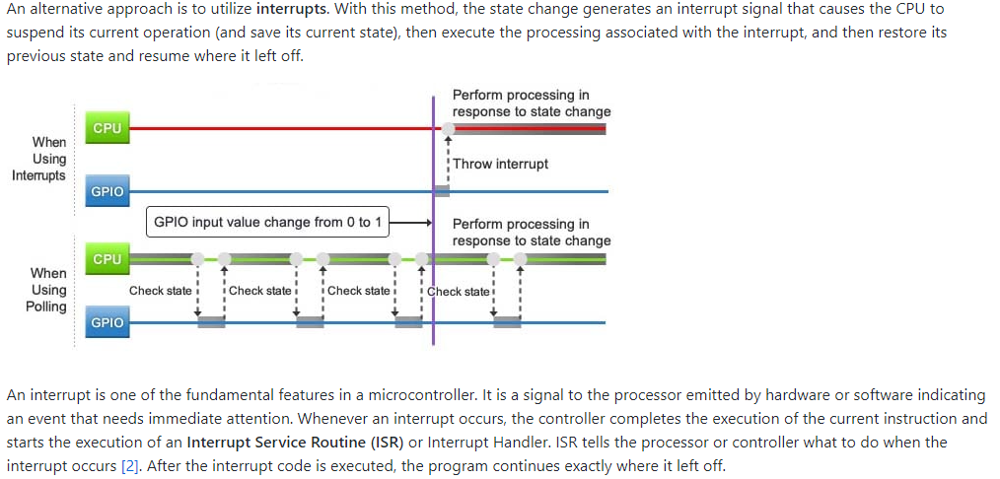 An alternative approach is to utilize interrupts. With this method, the state change generates an interrupt signal that causes the CPU to
suspend its current operation (and save its current state), then execute the processing associated with the interrupt, and then restore its
previous state and resume where it left off.
Perform processing in
response to state change
CPU
When
Using
Interrupts
Throw interrupt
GPIO
GPIO input value change from 0 to 1
Perform processing in
response to state change
CPU
When
Using
Polling
Check state
Check state
Check state
Check state
GPIO
An interrupt is one of the fundamental features in a microcontroller. It is a signal to the processor emitted by hardware or software indicating
an event that needs immediate attention. Whenever an interrupt occurs, the controller completes the execution of the current instruction and
starts the execution of an Interrupt Service Routine (ISR) or Interrupt Handler. ISR tells the processor or controller what to do when the
interrupt occurs [2]. After the interrupt code is executed, the program continues exactly where it left off.